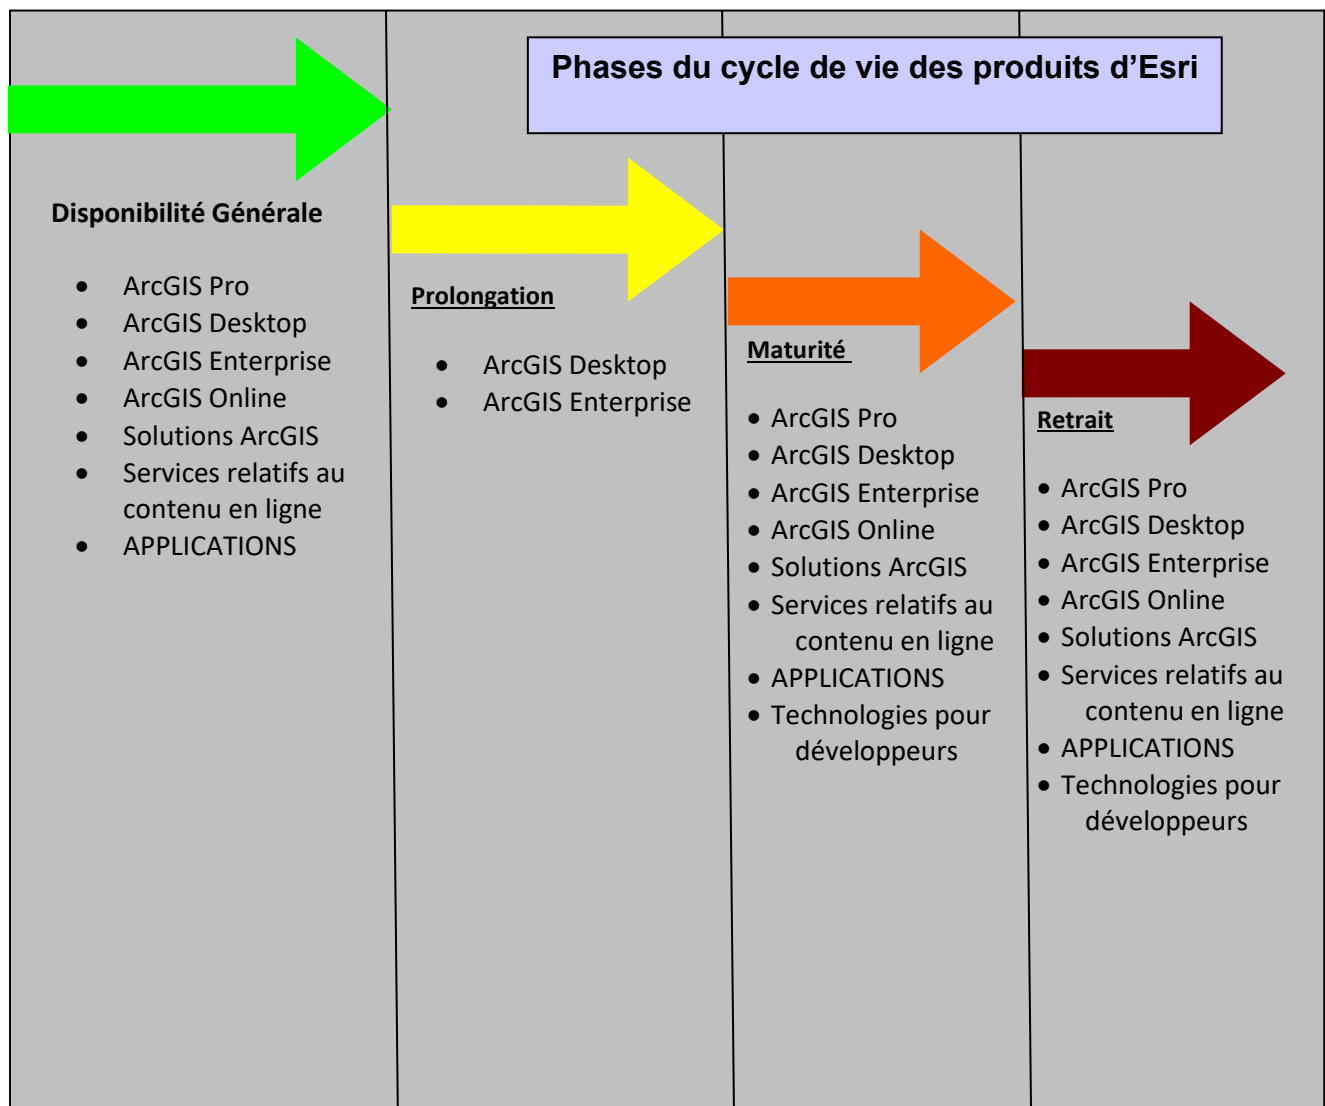 Phases du cycle de vie des produits d’Esri
Disponibilité Générale
• ArcGIS Pro
• ArcGIS Desktop
• ArcGIS Enterprise
• ArcGIS Online
• Solutions ArcGIS
• Services relatifs au
contenu en ligne
• APPLICATIONS
Prolongation
• ArcGIS Desktop
• ArcGIS Enterprise
Maturité
• ArcGIS Pro
• ArcGIS Desktop
• ArcGIS Enterprise
• ArcGIS Online
• Solutions ArcGIS
• Services relatifs au
contenu en ligne
• APPLICATIONS
• Technologies pour
développeurs
Retrait
• ArcGIS Pro
• ArcGIS Desktop
• ArcGIS Enterprise
• ArcGIS Online
• Solutions ArcGIS
• Services relatifs au
contenu en ligne
• APPLICATIONS
• Technologies pour
développeurs